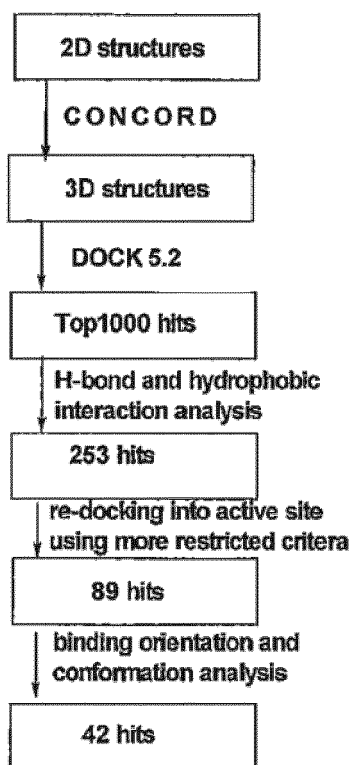 2D structures
CONCORD
3D structures
DOCK 5.2
Top1000 hits
H-bond and hydrophobic
interaction analysis
253 hits
re-docking into active site
using more restricted critera
89 hits
binding orientation and
conformation analysis
42 hits